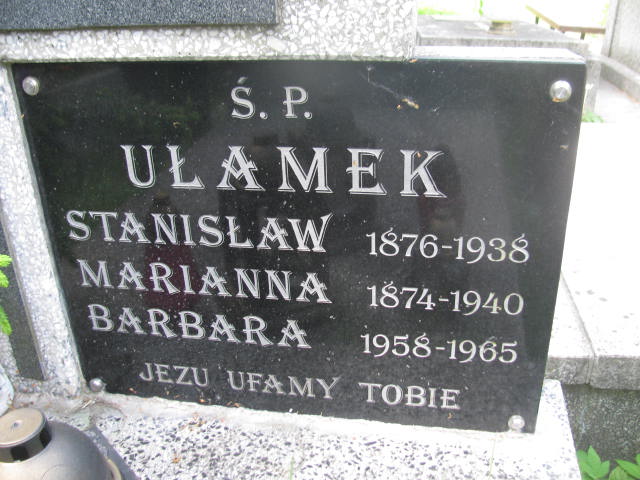 Ś. P.
UŁAMEK
STANISŁAW 1876-1938
MARIANNA 1874-1940
BARBARA 1958-1965
JEZU UFAMY TOBIE